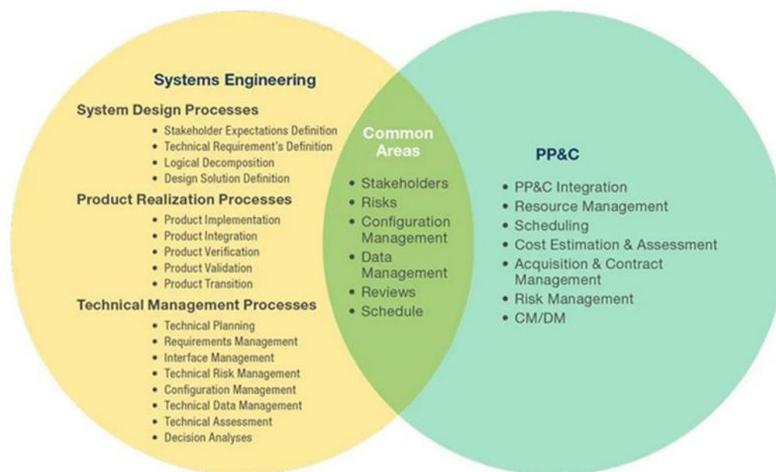 Systems Engineering
System Design Processes
• Stakeholder Expectations Definition
• Technical Requirement's Definition
• Logical Decomposition
• Design Solution Definition
Product Realization Processes
• Product Implementation
• Product Integration
• Product Verification
• Product Validation
• Product Transition
Technical Management Processes
• Technical Planning
• Requirements Management
• Interface Management
• Technical Risk Management
• Configuration Management
• Technical Data Management
• Technical Assessment
• Decision Analyses
Common
Areas
• Stakeholders
• Risks
• Configuration
Management
• Data
Management
• Reviews
• Schedule
PP&C
• PP&C Integration
• Resource Management
• Scheduling
• Cost Estimation & Assessment
• Acquisition & Contract
Management
• Risk Management
• CM/DM